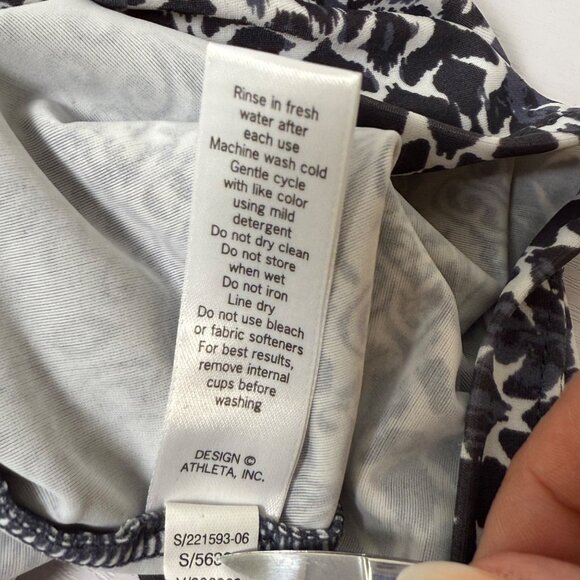 Rinse in fresh
water after
each use
Machine wash cold
Gentle cycle
with like color
using mild
detergent
Do not dry clean
Do not store
when wet
Do not iron
Line dry
Do not use bleach
or fabric softeners
For best results,
remove internal
cups before
washing
DESIGN ©
ATHLETA, INC.
S/221593-06